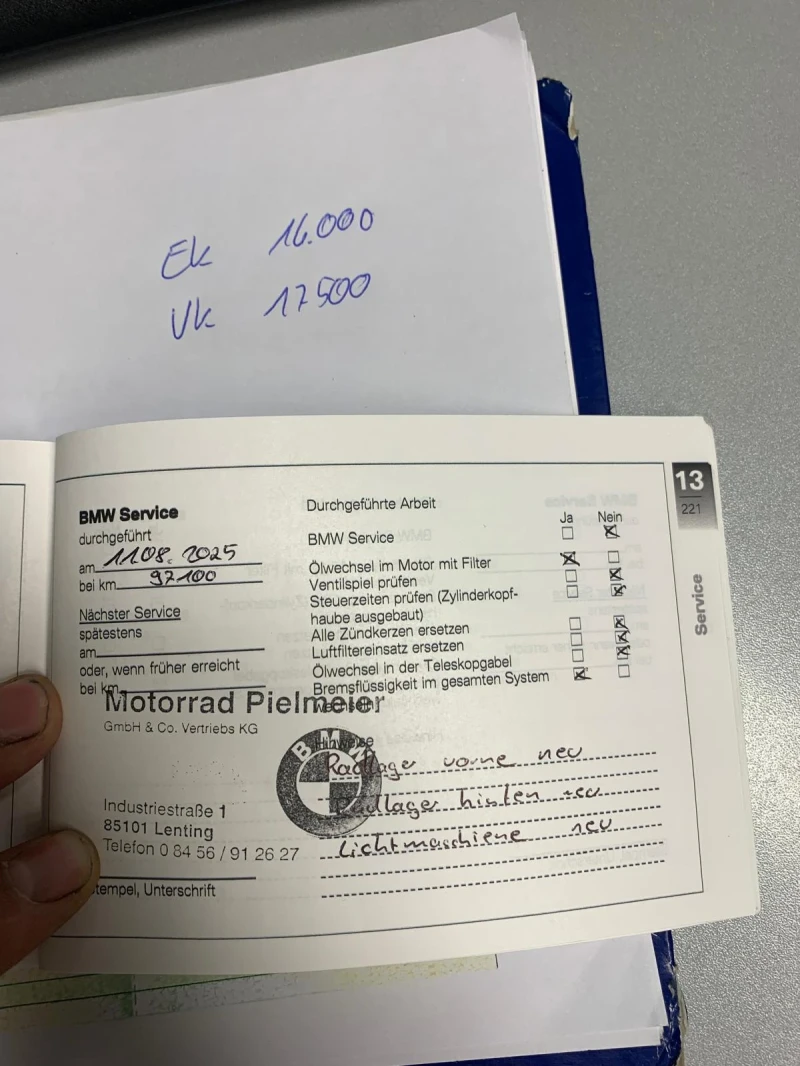 Ek 16.000
Vk 17500
13
221
Service
BMW Service
durchgeführt
am 11.08.2025
bei km 97100
Nächster Service
spätestens
am
oder, wenn früher erreicht
bei km
Motorrad Pielmeier
GmbH & Co. Vertriebs KG
Industriestraße 1
85101 Lenting
Telefon 0 84 56 / 91 26 27
Stempel, Unterschrift
Durchgeführte Arbeit
Ja Nein
BMW Service
Ölwechsel im Motor mit Filter
Ventilspiel prüfen
Steuerzeiten prüfen (Zylinderkopf-
haube ausgebaut)
Alle Zündkerzen ersetzen
Luftfiltereinsatz ersetzen
Ölwechsel in der Teleskopgabel
Bremsflüssigkeit im gesamten System
wechseln
Hinweise
BMW
Radlager vorne neu
Radlager hinten neu
Lichtmaschiene neu